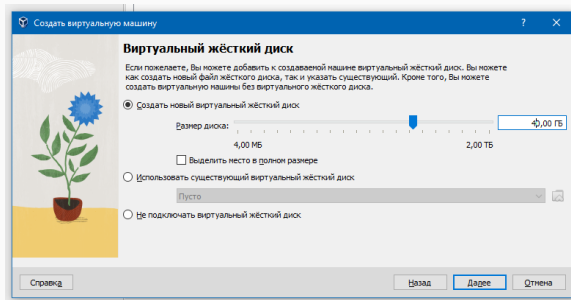 Создать виртуальную машину
Виртуальный жёсткий диск
Если пожелаете, Вы можете добавить к создаваемой машине виртуальный жёсткий диск. Вы можете
как создать новый файл жёсткого диска, так и указать существующий. Кроме того, Вы можете
создать виртуальную машину без виртуального жёсткого диска.
Создать новый виртуальный жёсткий диск
Размер диска: 40,00 ГБ
4,00 МБ 2,00 ТБ
Выделить место в полном размере
Использовать существующий виртуальный жёсткий диск
Пусто
Не подключать виртуальный жёсткий диск
Справка Назад Далее Отмена